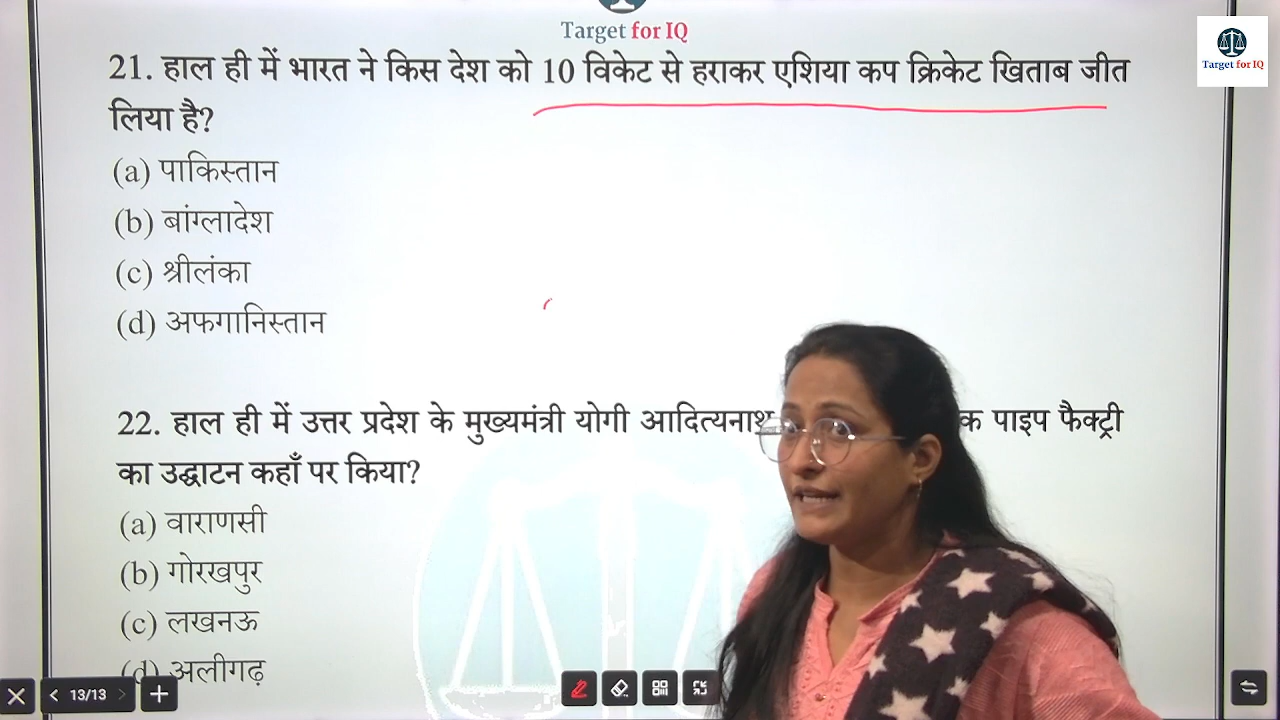 Target for IQ
Target for IQ
21. हाल ही में भारत ने किस देश को 10 विकेट से हराकर एशिया कप क्रिकेट खिताब जीत
लिया है?
(a) पाकिस्तान
(b) बांग्लादेश
(c) श्रीलंका
(d) अफगानिस्तान
22. हाल ही में उत्तर प्रदेश के मुख्यमंत्री योगी आदित्यनाथ क पाइप फैक्ट्री
का उद्घाटन कहाँ पर किया?
(a) वाराणसी
(b) गोरखपुर
(c) लखनऊ
(d) अलीगढ़
13/13